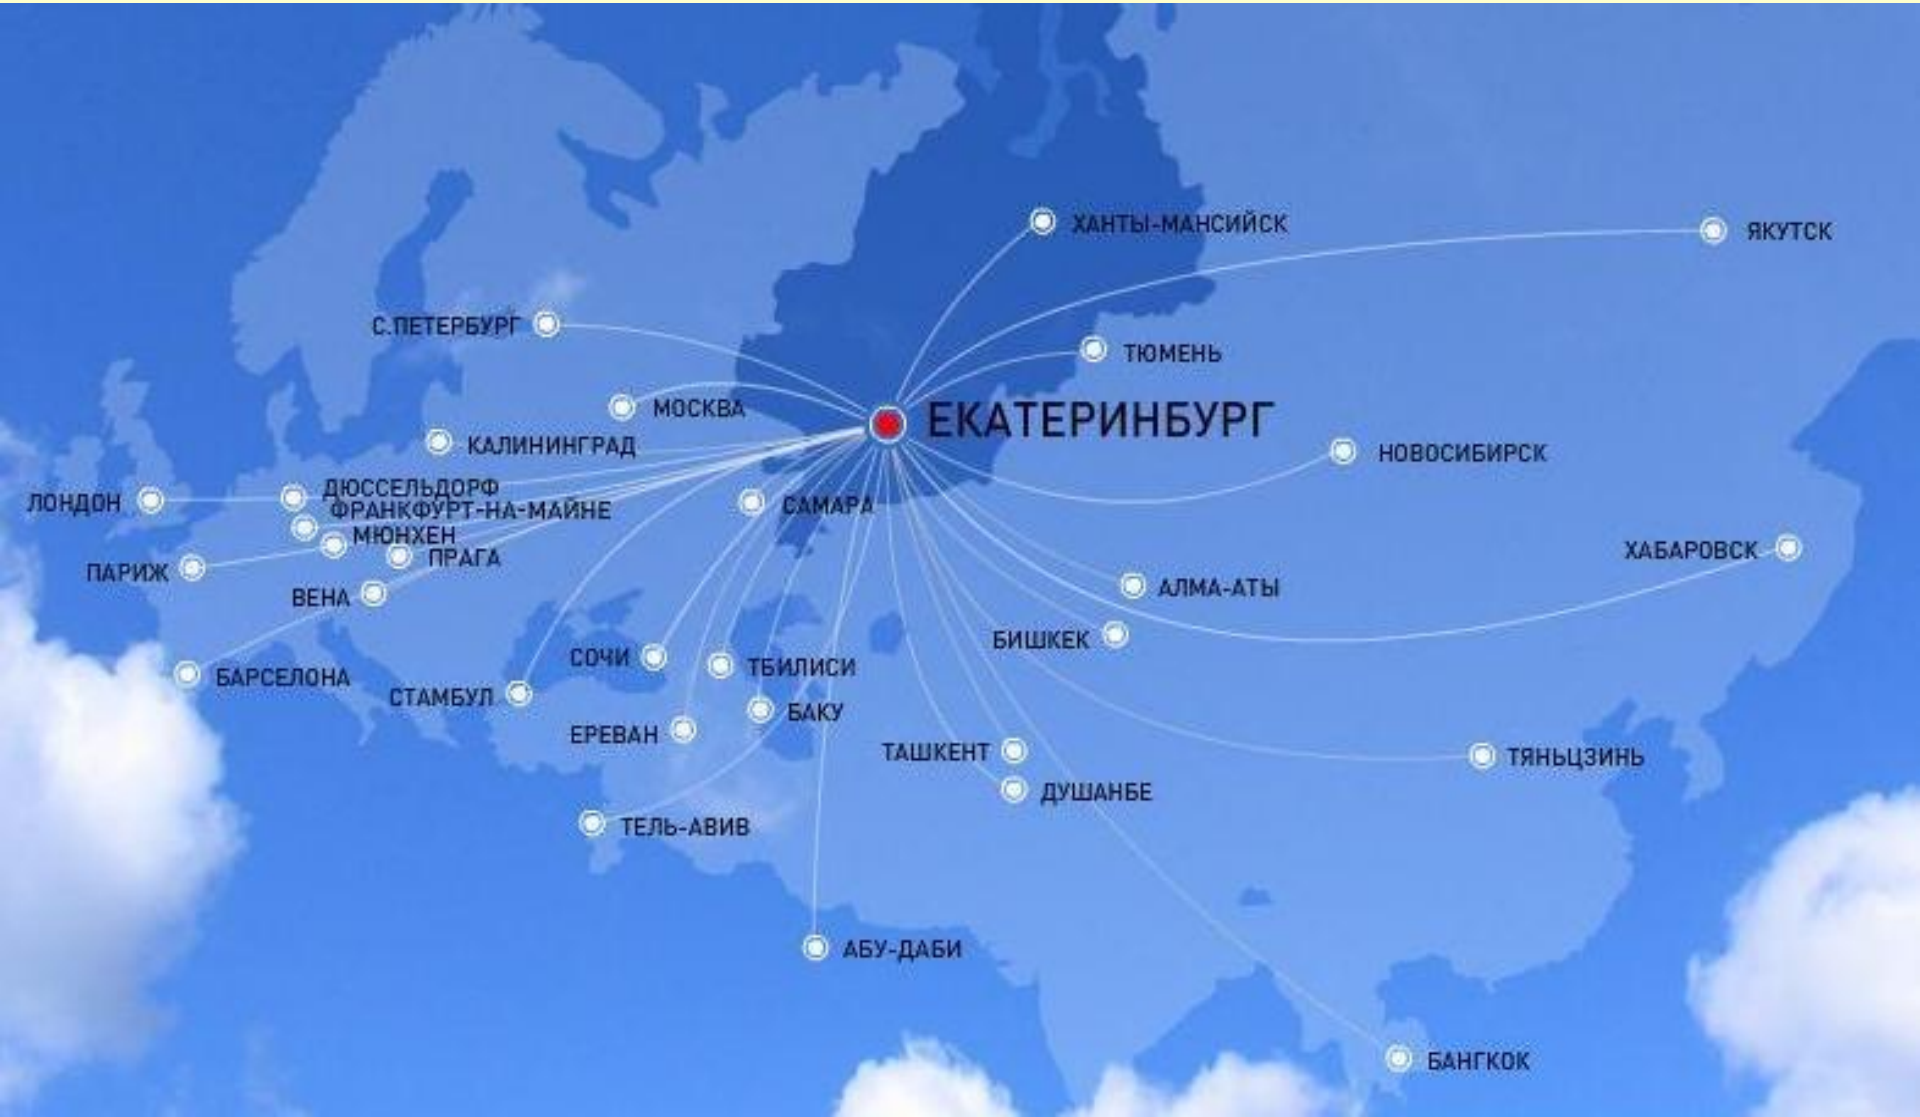 ХАНТЫ-МАНСИЙСК
ЯКУТСК
С.ПЕТЕРБУРГ
ТЮМЕНЬ
МОСКВА
ЕКАТЕРИНБУРГ
КАЛИНИНГРАД
НОВОСИБИРСК
ДЮССЕЛЬДОРФ
ЛОНДОН
САМАРА
ФРАНКФУРТ-НА-МАЙНЕ
МЮНХЕН
ХАБАРОВСК
ПРАГА
ПАРИЖ
АЛМА-АТЫ
ВЕНА
БИШКЕК
СОЧИ
ТБИЛИСИ
БАРСЕЛОНА
СТАМБУЛ
БАКУ
ЕРЕВАН
ТАШКЕНТ
ТЯНЬЦЗИНЬ
ДУШАНБЕ
ТЕЛЬ-АВИВ
АБУ-ДАБИ
БАНГКОК